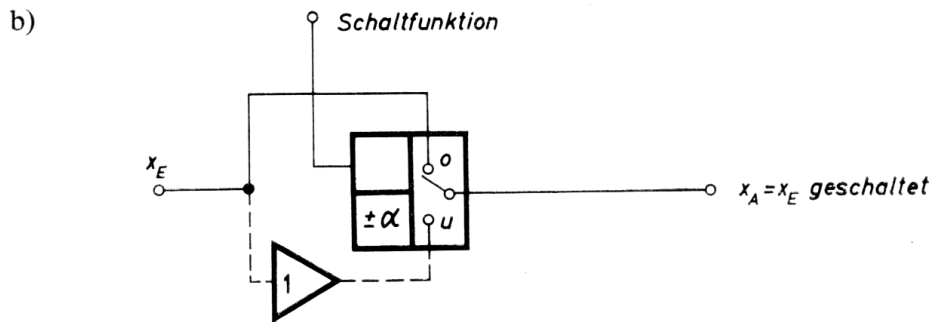 b)
Schaltfunktion
x_E
o
± α
u
x_A = x_E geschaltet
1